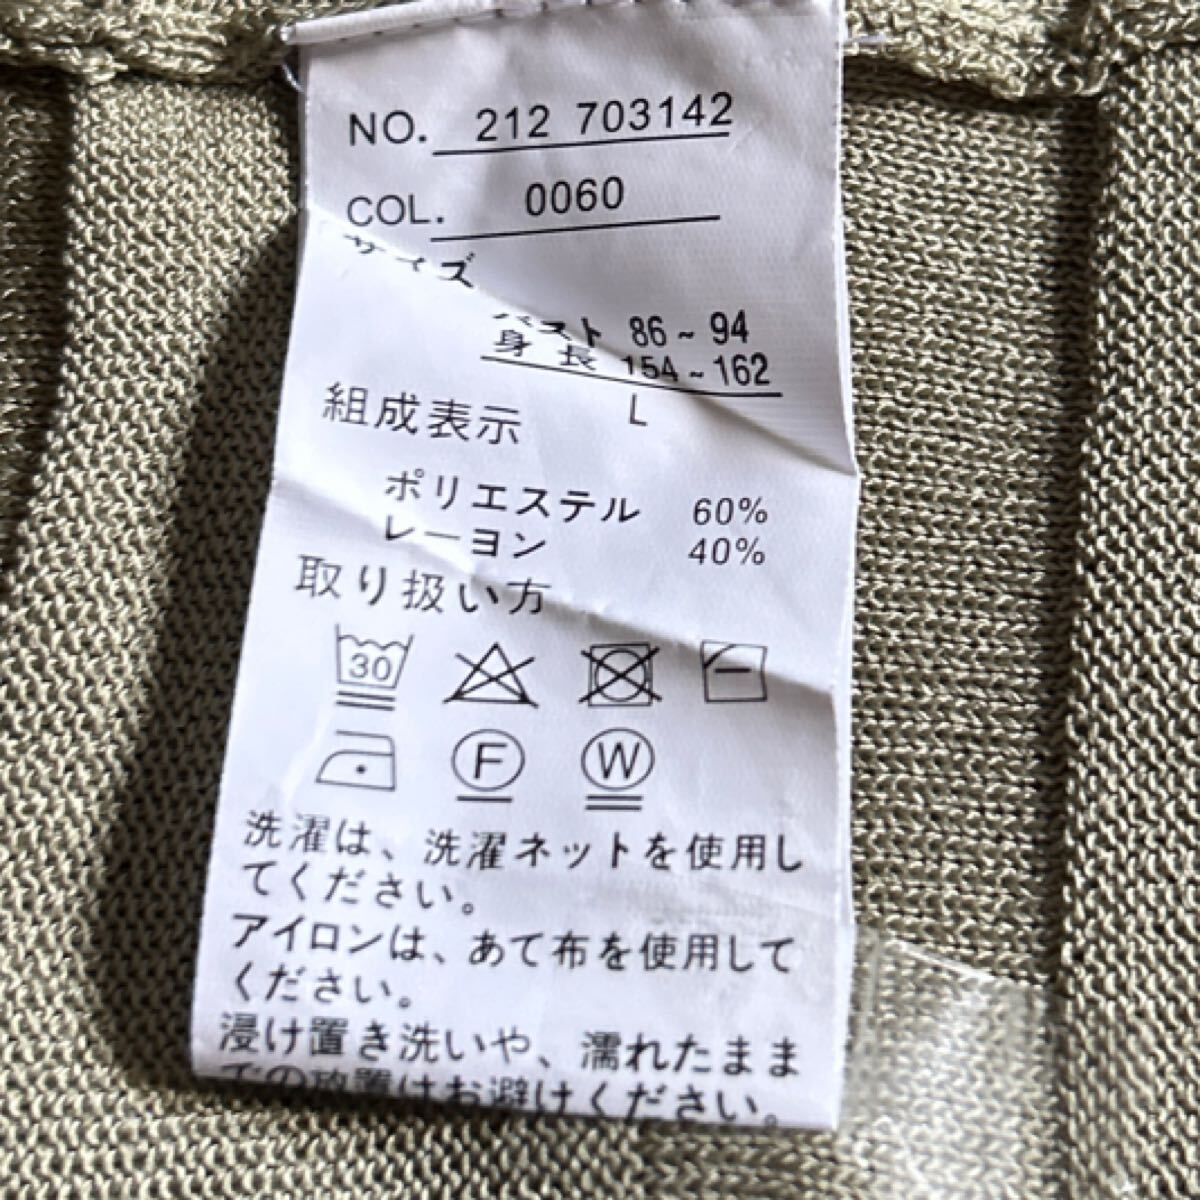 NO. 212 703142
COL. 0060
サイズ
バスト 86~94
身長 154~162
L
組成表示
ポリエステル 60%
レーヨン 40%
取り扱い方
30
F W
洗濯は、洗濯ネットを使用し
てください。
アイロンは、あて布を使用して
ください。
浸け置き洗いや、濡れたまま
での放置はお避けください。